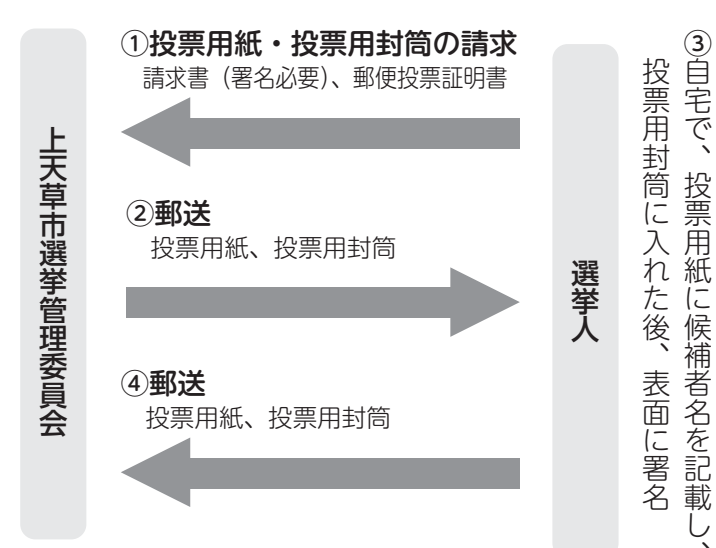 上天草市選挙管理委員会
①投票用紙・投票用封筒の請求
請求書（署名必要）、郵便投票証明書
②郵送
投票用紙、投票用封筒
④郵送
投票用紙、投票用封筒
選挙人
③自宅で、投票用紙に候補者名を記載し、
投票用封筒に入れた後、表面に署名